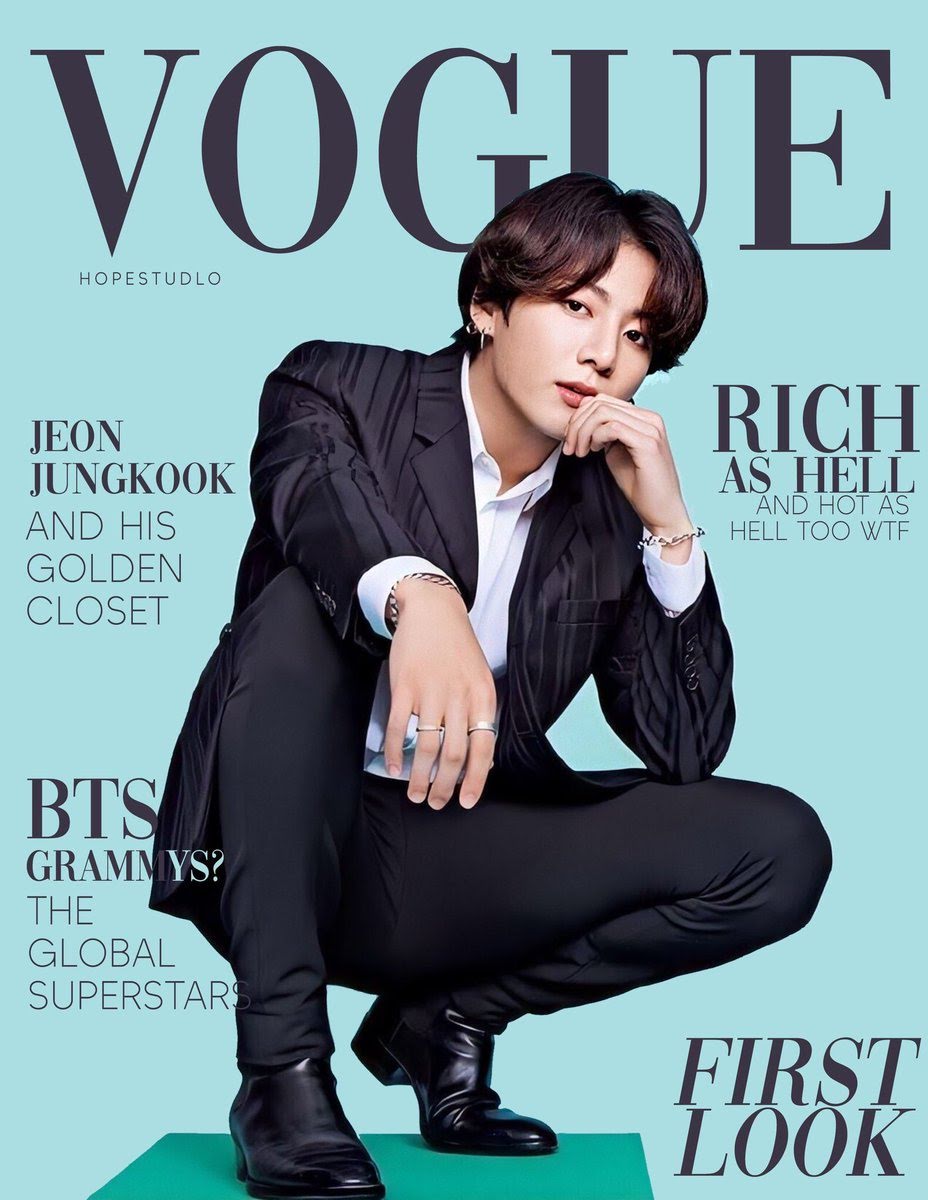 VOGUE
HOPESTUDLO
JEON
JUNGKOOK
AND HIS
GOLDEN
CLOSET
RICH
AS HELL
AND HOT AS
HELL TOO WTF
BTS
GRAMMYS?
THE
GLOBAL
SUPERSTARS
FIRST
LOOK